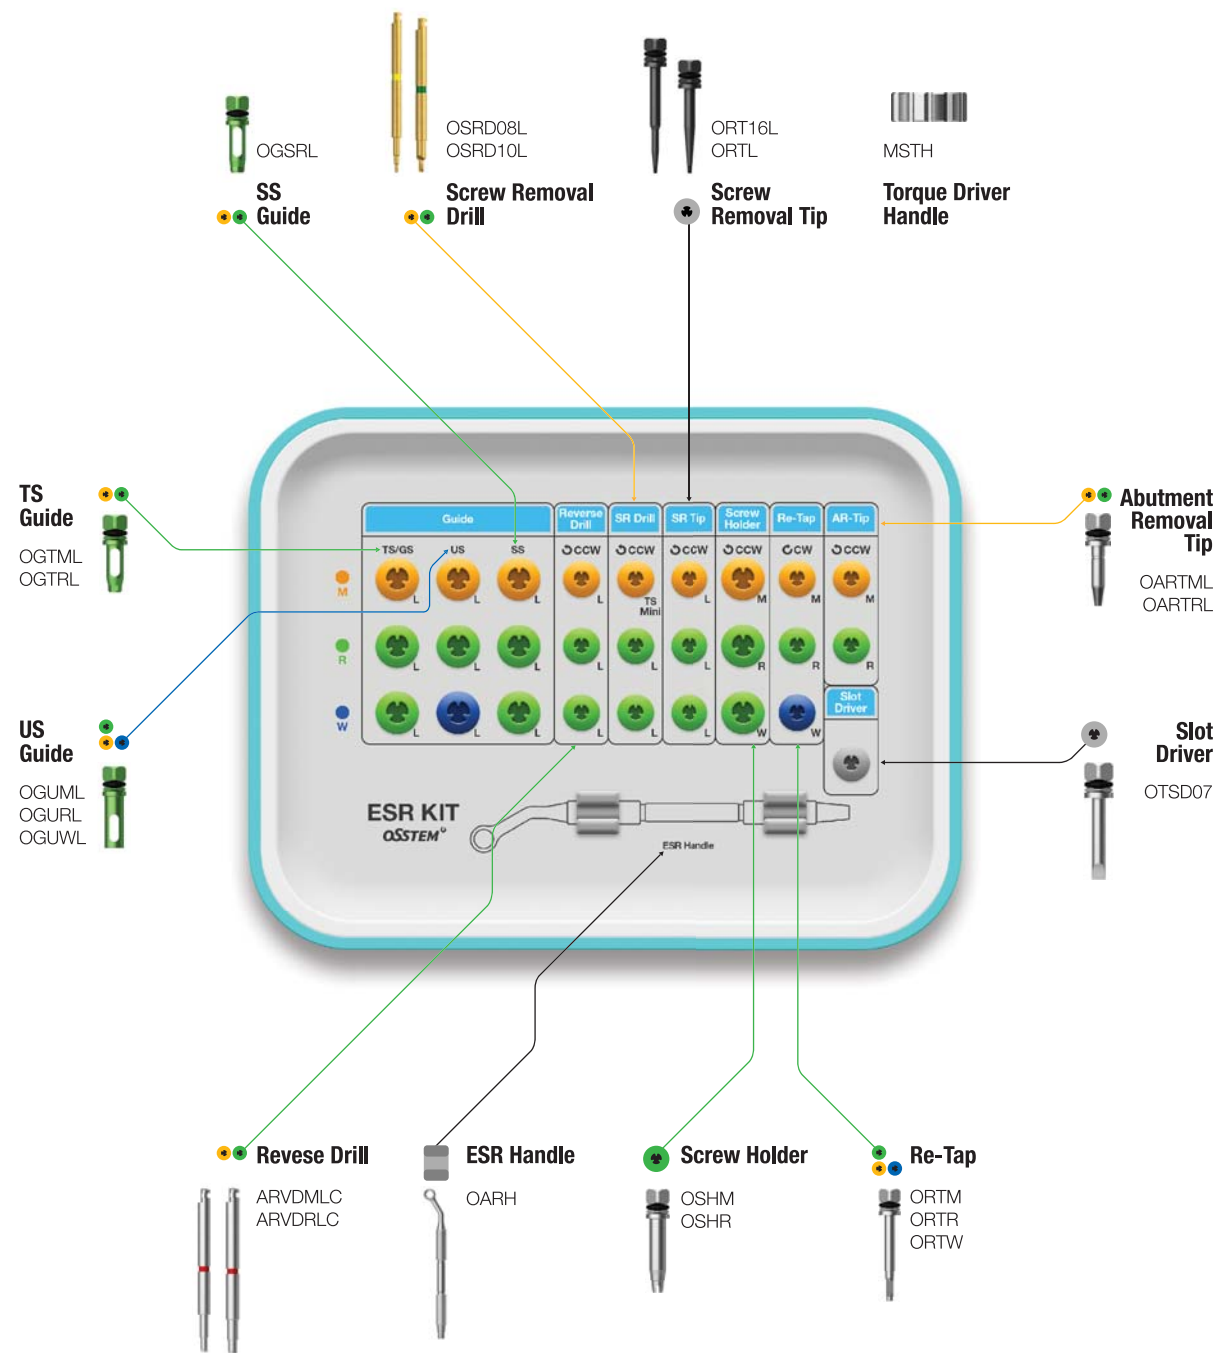 OGSRL
SS
Guide
OSRD08L
OSRD10L
Screw Removal
Drill
ORT16L
ORTL
Screw
Removal Tip
MSTH
Torque Driver
Handle
TS
Guide
OGTML
OGTRL
US
Guide
OGUML
OGURL
OGUWL
Abutment
Removal
Tip
OARTML
OARTRL
Slot
Driver
OTSD07
Guide
Reverse
Drill
SR Drill
SR Tip
Screw
Holder
Re-Tap
AR-Tip
TS/GS
US
SS
CCW
CCW
CCW
CCW
CW
CCW
M
L
L
L
L
TS
Mini
L
M
M
M
R
L
L
L
L
L
L
R
R
R
W
L
L
L
L
L
L
W
W
Slot
Driver
ESR KIT
OSSTEM
ESR Handle
Revese Drill
ARVDMLC
ARVDRLC
ESR Handle
OARH
Screw Holder
OSHM
OSHR
Re-Tap
ORTM
ORTR
ORTW